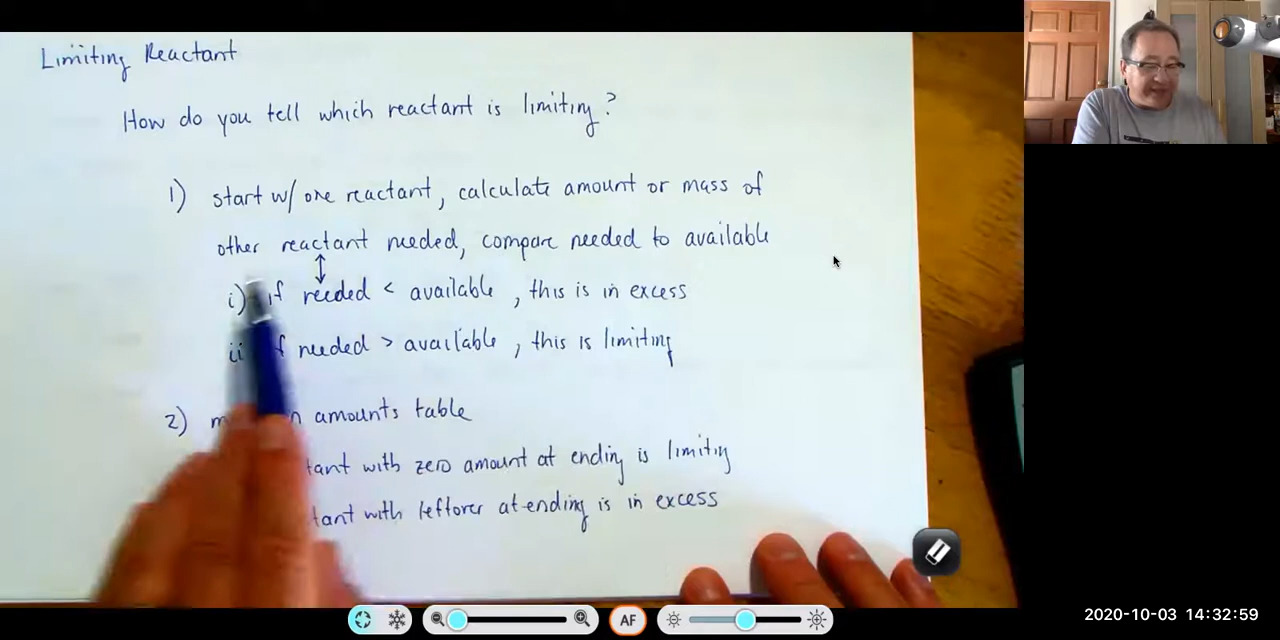 Limiting Reactant
How do you tell which reactant is limiting?
1) start w/ one reactant, calculate amount or mass of
other reactant needed, compare needed to available
i) if needed < available, this is in excess
ii needed > available, this is limiting
2) amounts table
with zero amount at ending is limiting
with leftover at ending is in excess
AF
2020-10-03 14:32:59